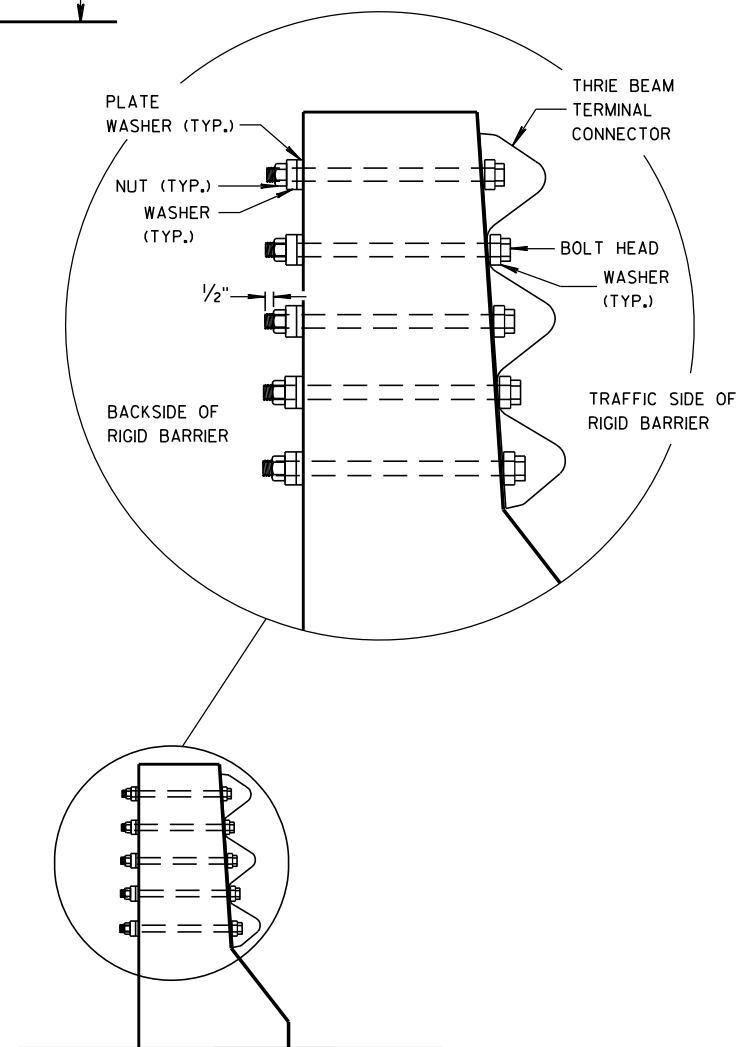 THRIE BEAM
TERMINAL
CONNECTOR
PLATE
WASHER (TYP.)
NUT (TYP.)
WASHER
(TYP.)
BOLT HEAD
WASHER
(TYP.)
1/2"
BACKSIDE OF
RIGID BARRIER
TRAFFIC SIDE OF
RIGID BARRIER